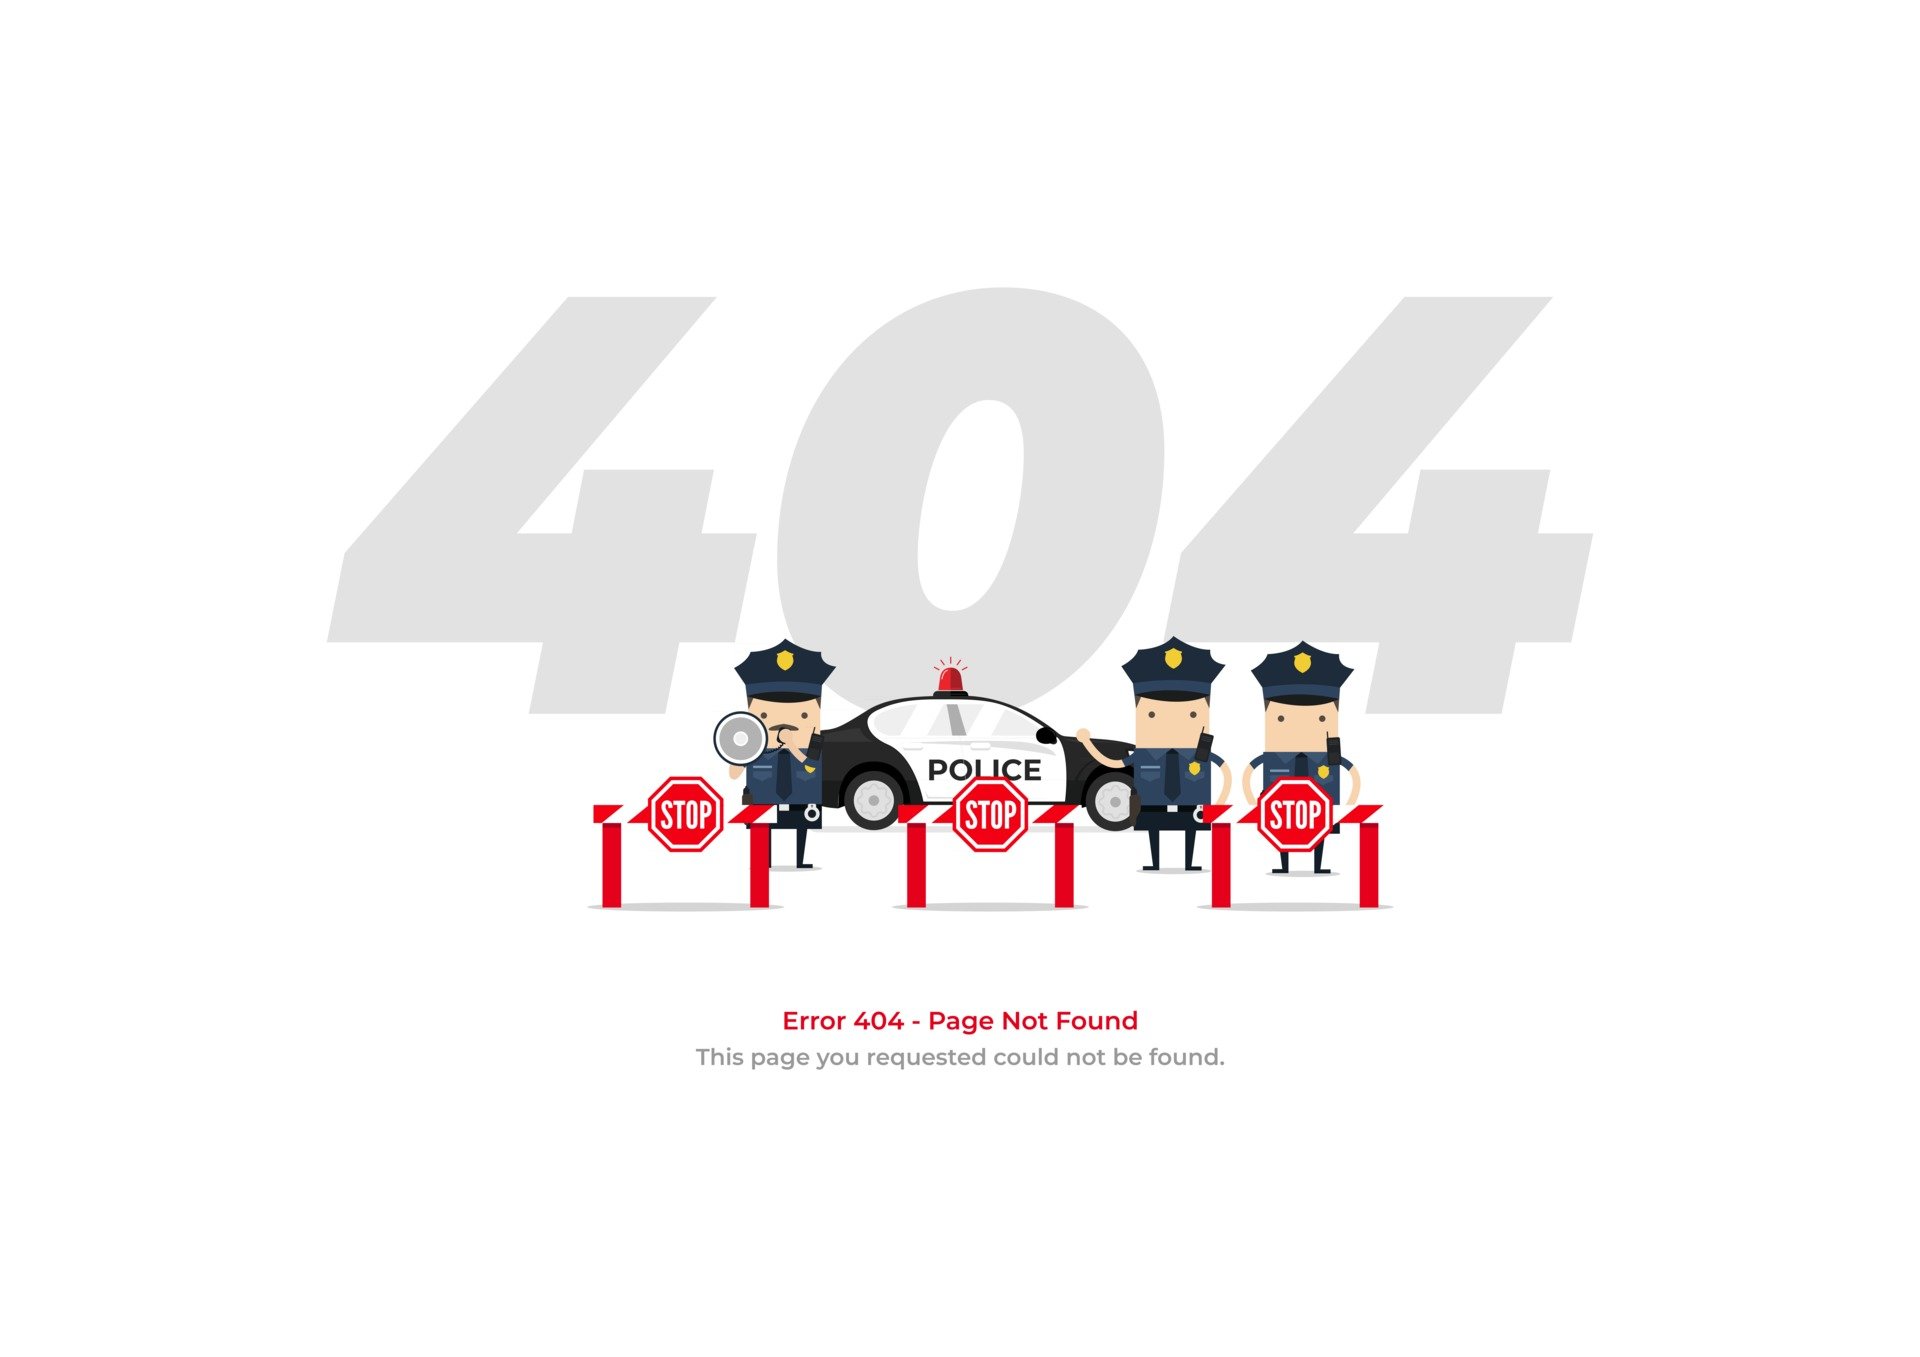 404
POLICE
STOP STOP STOP
Error 404 - Page Not Found
This page you requested could not be found.